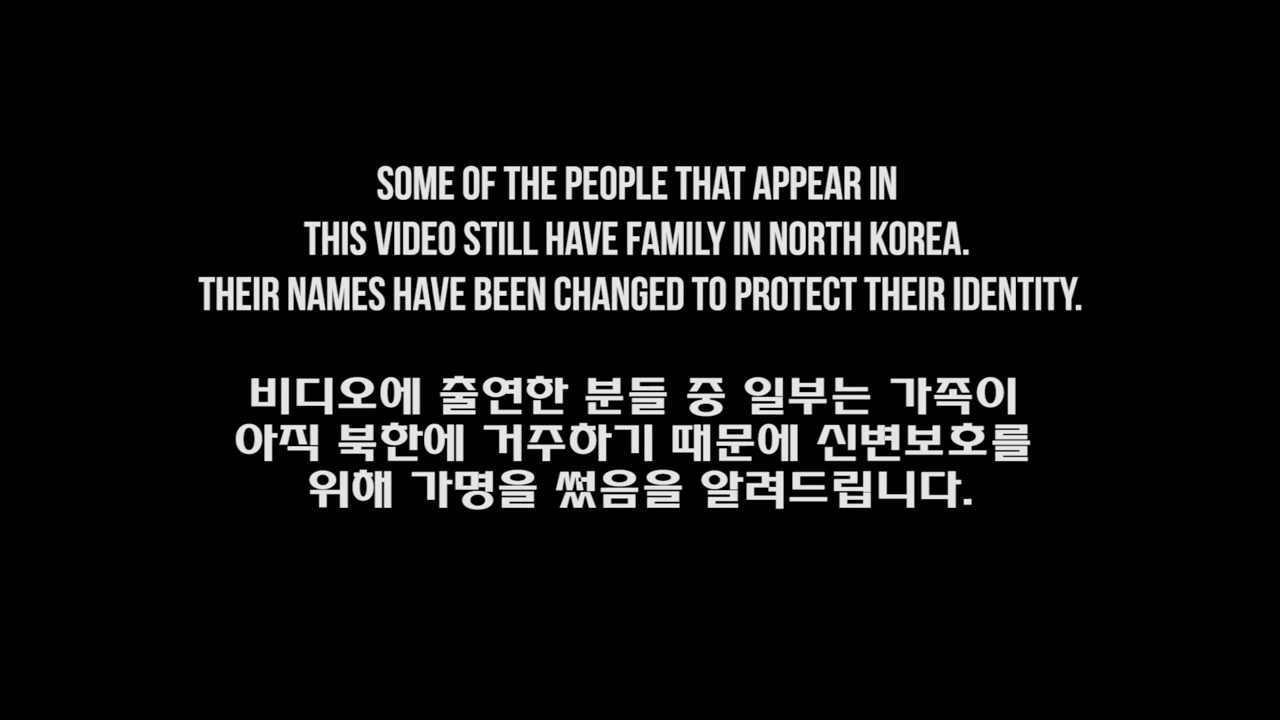 SOME OF THE PEOPLE THAT APPEAR IN
THIS VIDEO STILL HAVE FAMILY IN NORTH KOREA.
THEIR NAMES HAVE BEEN CHANGED TO PROTECT THEIR IDENTITY.
비디오에 출연한 분들 중 일부는 가족이
아직 북한에 거주하기 때문에 신변보호를
위해 가명을 썼음을 알려드립니다.